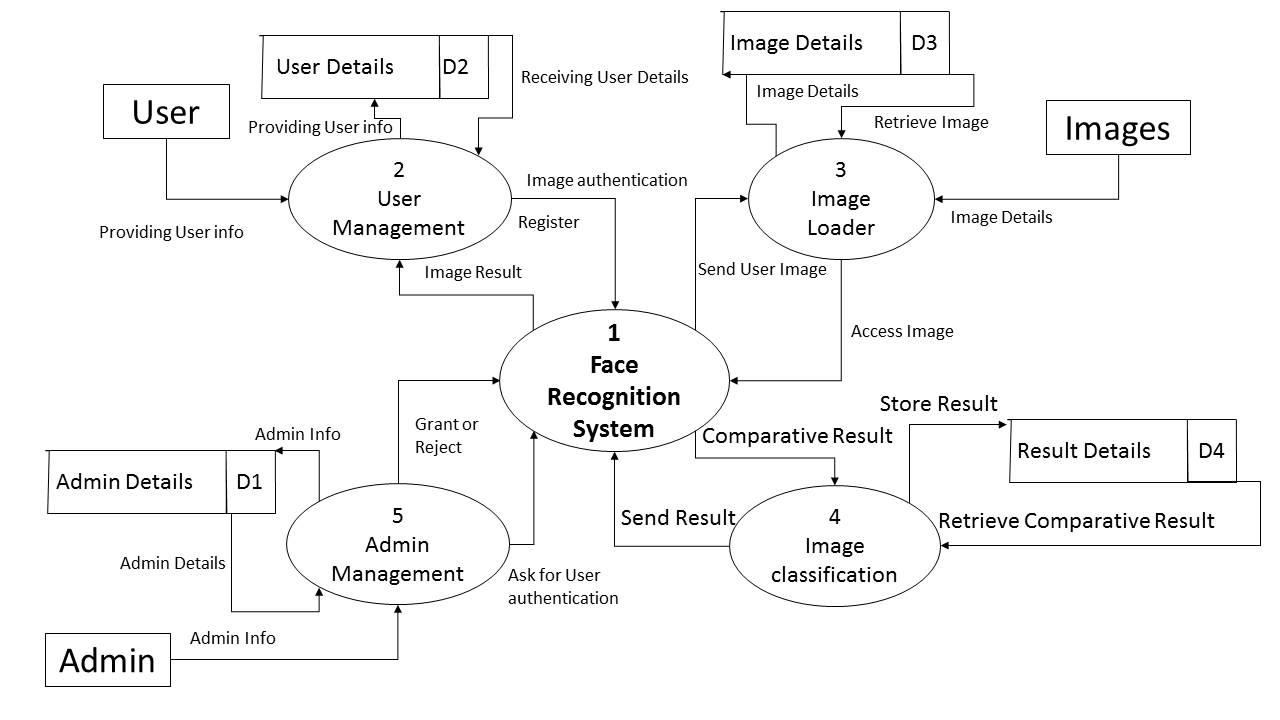 Image Details D3
User Details D2
Receiving User Details
Image Details
User
Providing User info
Retrieve Image
Images
2
User
Management
3
Image
Loader
Image authentication
Register
Image Details
Providing User info
Image Result
Send User Image
Access Image
1
Face
Recognition
System
Store Result
Grant or
Reject
Admin Info
Comparative Result
Result Details D4
Admin Details D1
5
Admin
Management
Send Result
4
Image
classification
Retrieve Comparative Result
Admin Details
Ask for User
authentication
Admin Info
Admin